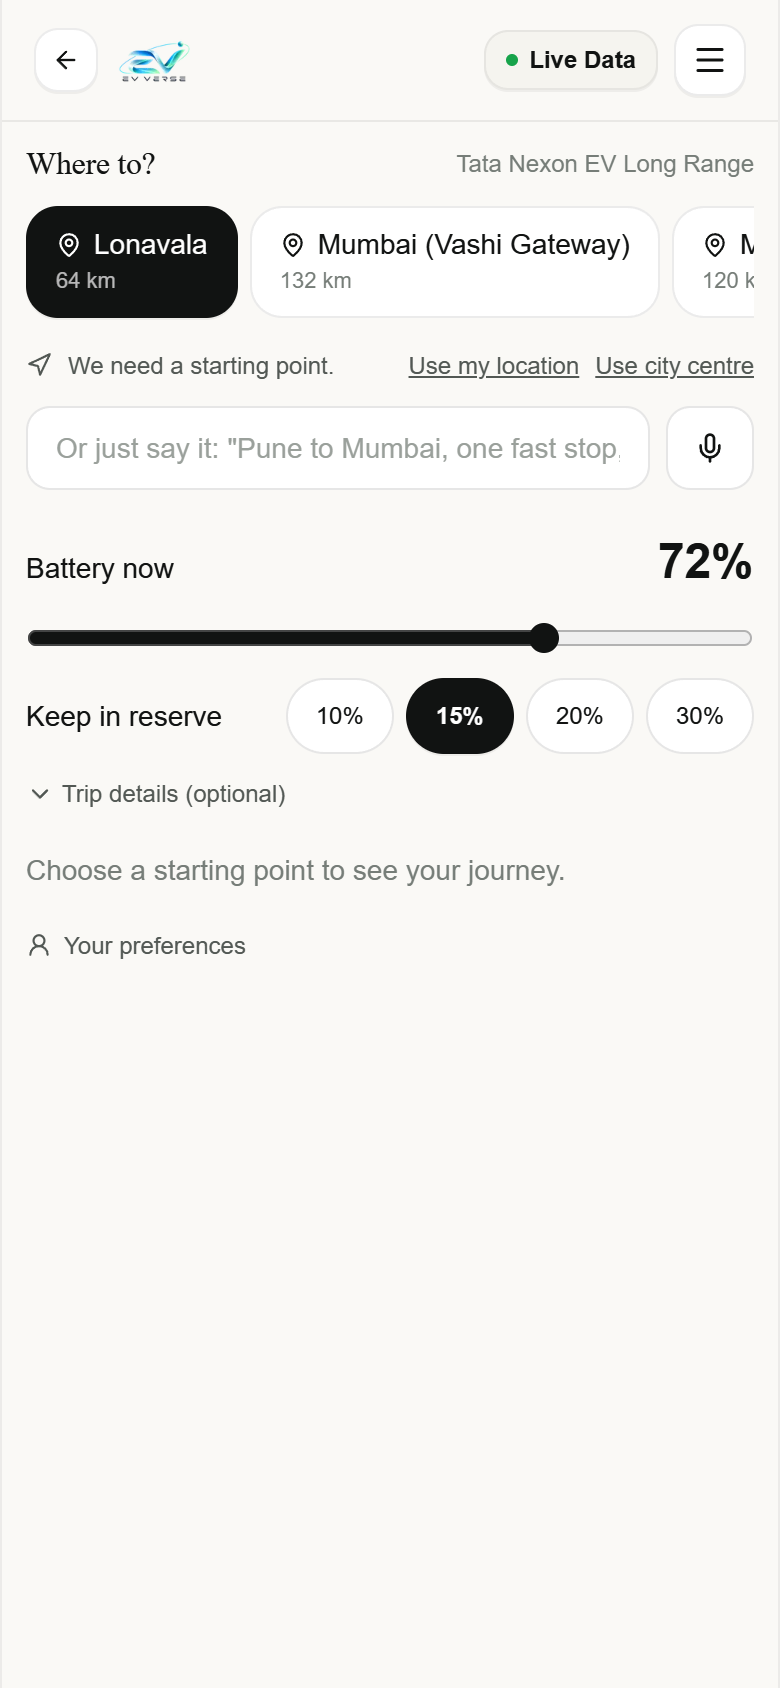 EV VERSE
Live Data
Where to?
Tata Nexon EV Long Range
Lonavala
64 km
Mumbai (Vashi Gateway)
132 km
120 k
We need a starting point.
Use my location
Use city centre
Or just say it: "Pune to Mumbai, one fast stop,
Battery now
72%
Keep in reserve
10%
15%
20%
30%
Trip details (optional)
Choose a starting point to see your journey.
Your preferences